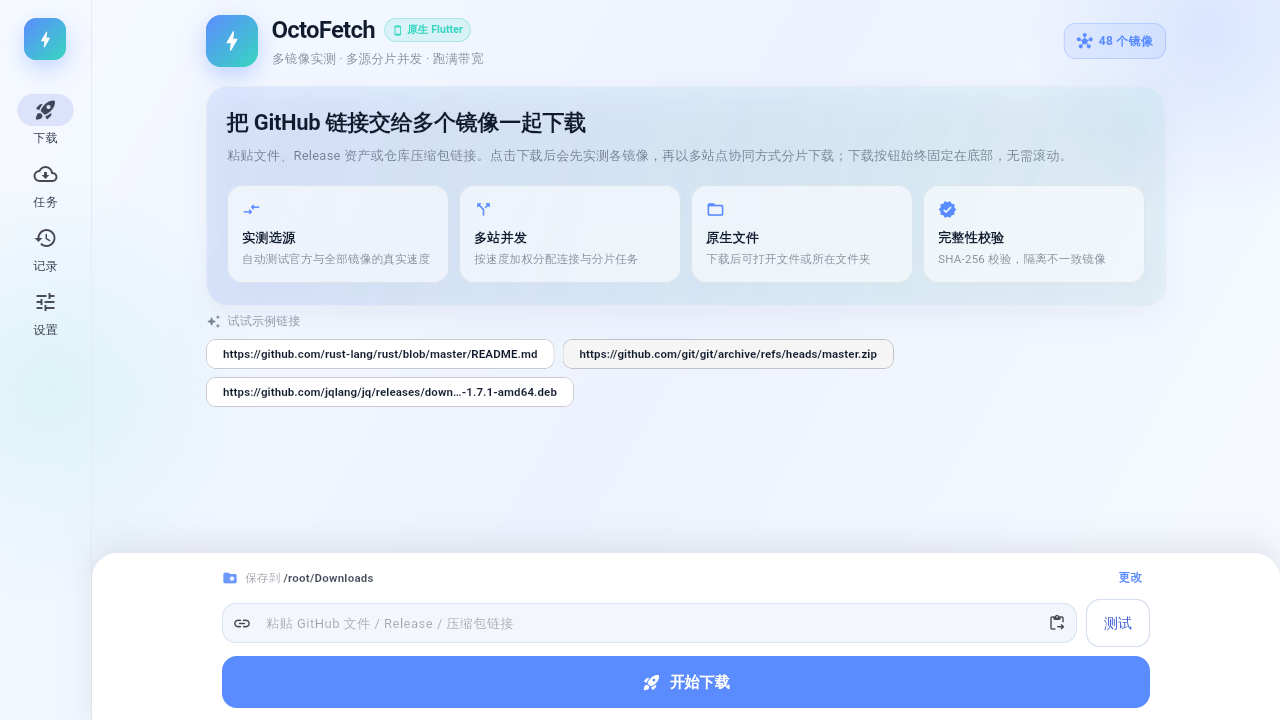 OctoFetch
原生 Flutter
多镜像实测 · 多源分片并发 · 跑满带宽
48 个镜像
下载
任务
记录
设置
把 GitHub 链接交给多个镜像一起下载
粘贴文件、Release 资产或仓库压缩包链接。点击下载后会先实测各镜像，再以多站点协同方式分片下载；下载按钮始终固定在底部，无需滚动。
实测选源
自动测试官方与全部镜像的真实速度
多站并发
按速度加权分配连接与分片任务
原生文件
下载后可打开文件或所在文件夹
完整性校验
SHA-256 校验，隔离不一致镜像
试试示例链接
https://github.com/rust-lang/rust/blob/master/README.md
https://github.com/git/git/archive/refs/heads/master.zip
https://github.com/jqlang/jq/releases/down…-1.7.1-amd64.deb
保存到 /root/Downloads
更改
粘贴 GitHub 文件 / Release / 压缩包链接
测试
开始下载